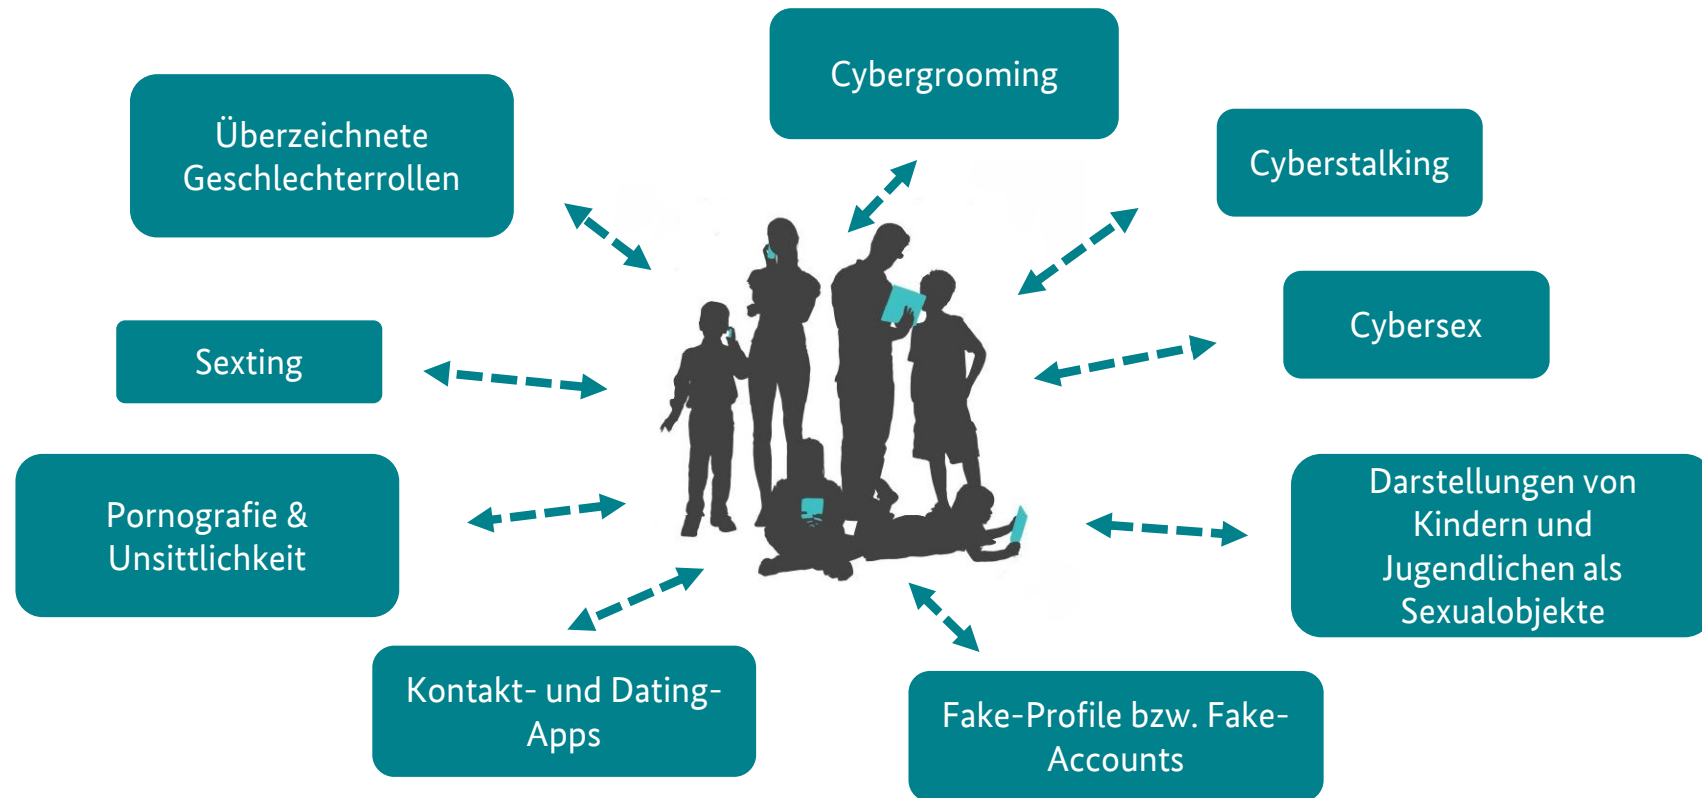 Cybergrooming
Überzeichnete
Geschlechterrollen
Cyberstalking
Cybersex
Sexting
Darstellungen von
Kindern und
Jugendlichen als
Sexualobjekte
Pornografie &
Unsittlichkeit
Kontakt- und Dating-
Apps
Fake-Profile bzw. Fake-
Accounts